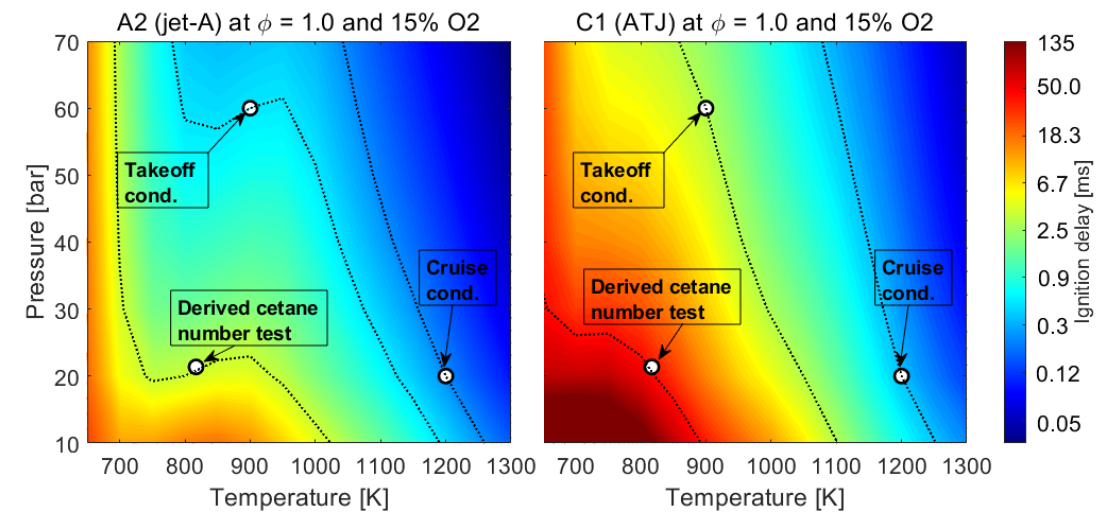 A2 (jet-A) at ϕ = 1.0 and 15% O2
C1 (ATJ) at ϕ = 1.0 and 15% O2
Pressure [bar]
70
60
50
40
30
20
10
Takeoff
cond.
Cruise
cond.
Derived cetane
number test
700 800 900 1000 1100 1200 1300
Temperature [K]
Takeoff
cond.
Cruise
cond.
Derived cetane
number test
700 800 900 1000 1100 1200 1300
Temperature [K]
135
50.0
18.3
6.7
2.5
0.9
0.3
0.12
0.05
Ignition delay [ms]